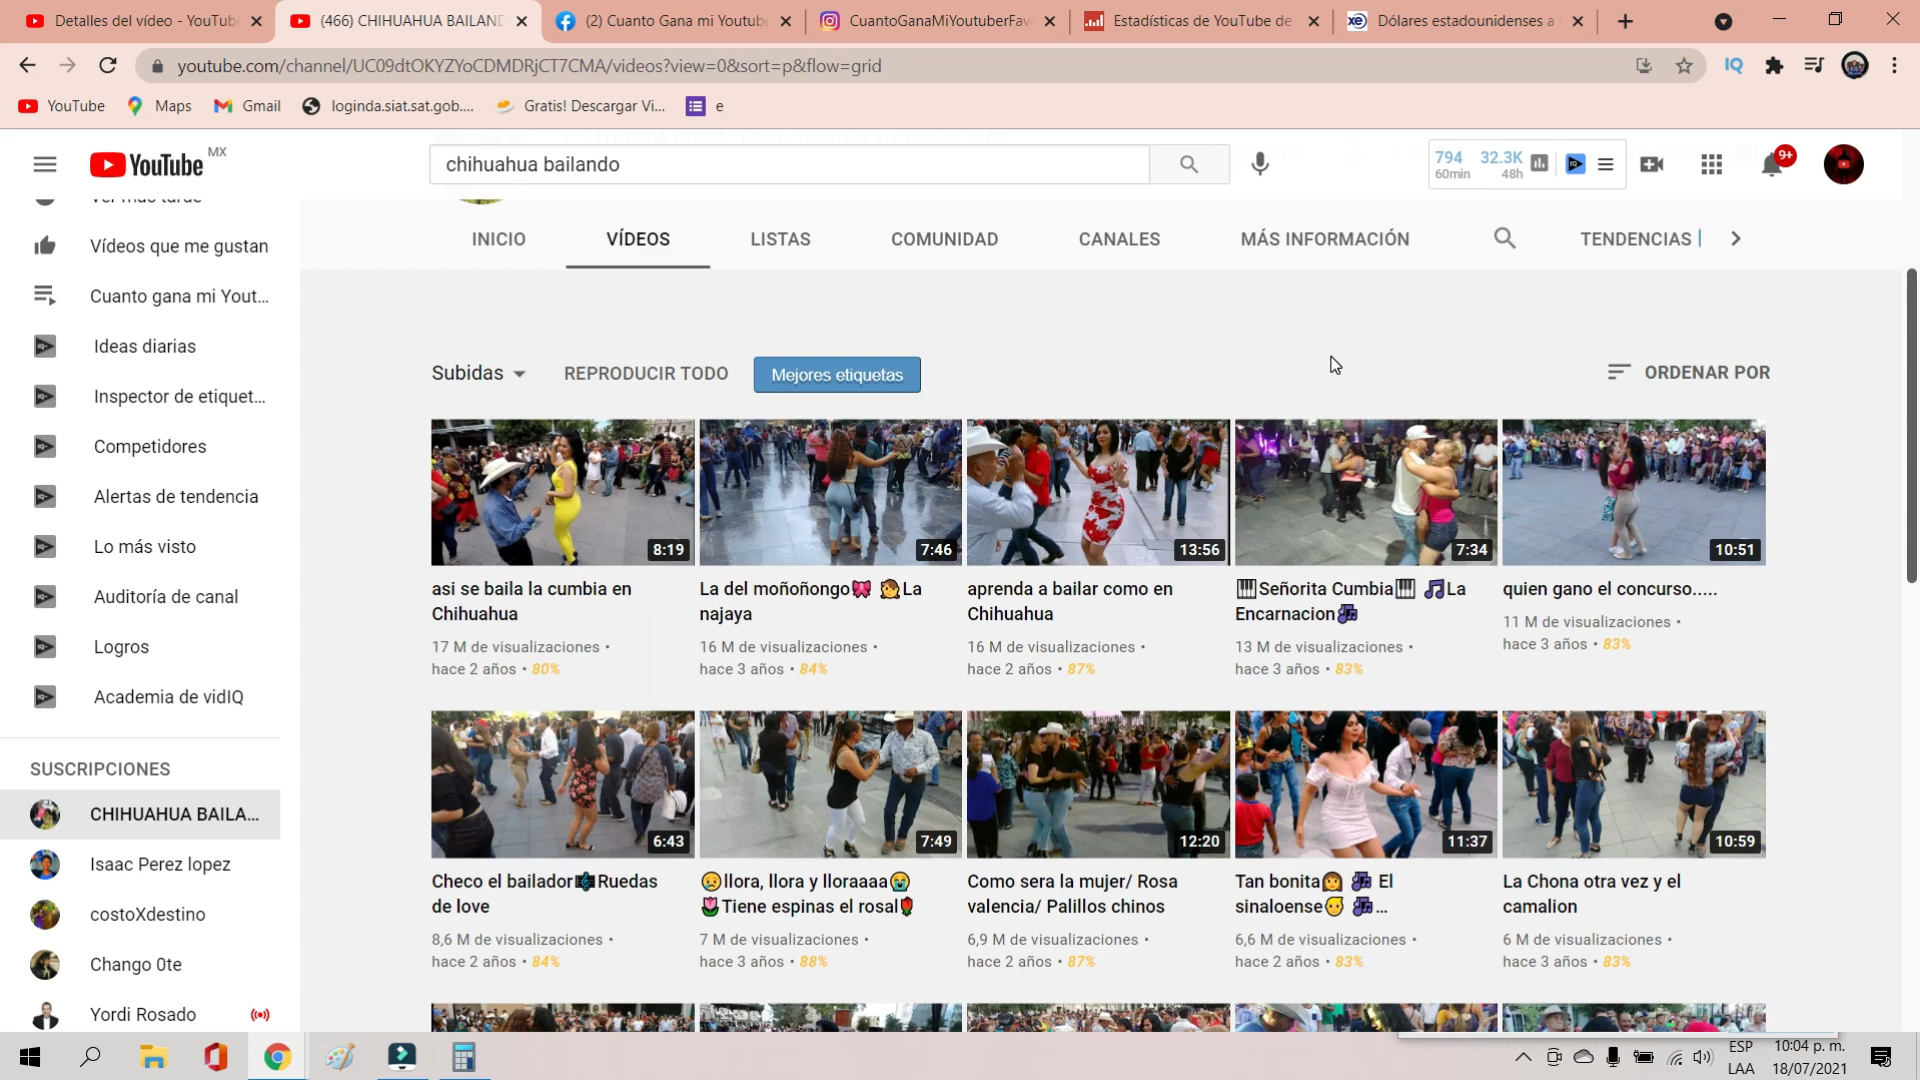 Detalles del vídeo - YouTube
(466) CHIHUAHUA BAILAND
(2) Cuanto Gana mi Youtube
CuantoGanaMiYoutuberFav
Estadísticas de YouTube de
Dólares estadounidenses a
youtube.com/channel/UC09dtOKYZYoCDMDRjCT7CMA/videos?view=0&sort=p&flow=grid
YouTube
Maps
Gmail
loginda.siat.sat.gob....
Gratis! Descargar Vi...
e
YouTube MX
chihuahua bailando
794 32.3K
60min 48h
9+
Ver más tarde
Vídeos que me gustan
Cuanto gana mi Yout...
Ideas diarias
Inspector de etiquet...
Competidores
Alertas de tendencia
Lo más visto
Auditoría de canal
Logros
Academia de vidIQ
SUSCRIPCIONES
CHIHUAHUA BAILA...
Isaac Perez lopez
costoXdestino
Chango 0te
Yordi Rosado
INICIO
VÍDEOS
LISTAS
COMUNIDAD
CANALES
MÁS INFORMACIÓN
TENDENCIAS |
Subidas
REPRODUCIR TODO
Mejores etiquetas
ORDENAR POR
8:19
asi se baila la cumbia en
Chihuahua
17 M de visualizaciones •
hace 2 años • 80%
7:46
La del moñoñongo🎀 🙍La
najaya
16 M de visualizaciones •
hace 3 años • 84%
13:56
aprenda a bailar como en
Chihuahua
16 M de visualizaciones •
hace 2 años • 87%
7:34
🎹Señorita Cumbia🎹 🎵La
Encarnacion🎶
13 M de visualizaciones •
hace 3 años • 83%
10:51
quien gano el concurso.....
11 M de visualizaciones •
hace 3 años • 83%
6:43
Checo el bailador🎼Ruedas
de love
8,6 M de visualizaciones •
hace 2 años • 84%
7:49
😥llora, llora y lloraaaa😭
🌷Tiene espinas el rosal🌹
7 M de visualizaciones •
hace 3 años • 88%
12:20
Como sera la mujer/ Rosa
valencia/ Palillos chinos
6,9 M de visualizaciones •
hace 2 años • 87%
11:37
Tan bonita👩 🎶 El
sinaloense👴 🎶...
6,6 M de visualizaciones •
hace 2 años • 83%
10:59
La Chona otra vez y el
camalion
6 M de visualizaciones •
hace 3 años • 83%
ESP
LAA
10:04 p. m.
18/07/2021